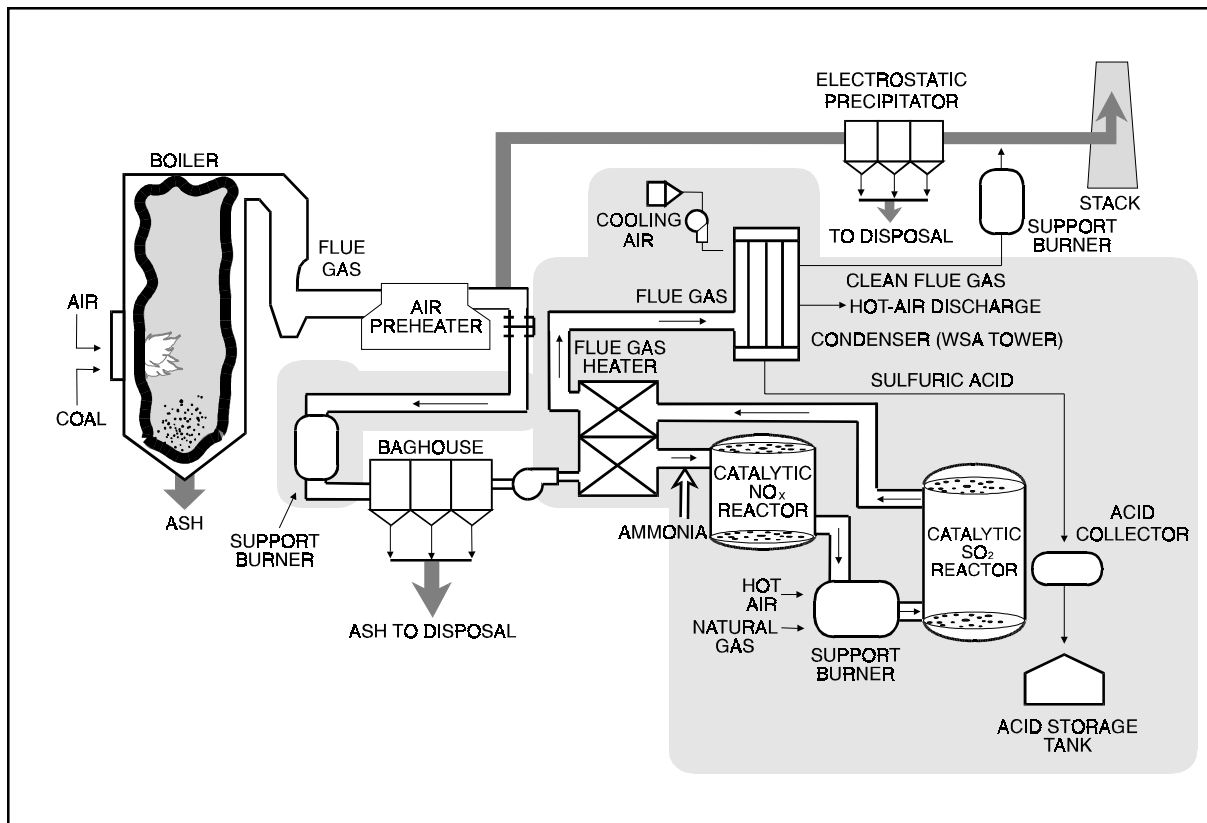 ELECTROSTATIC
PRECIPITATOR
BOILER
STACK
COOLING
AIR
TO DISPOSAL
SUPPORT
BURNER
FLUE
GAS
CLEAN FLUE GAS
AIR
FLUE GAS
HOT-AIR DISCHARGE
AIR
PREHEATER
CONDENSER (WSA TOWER)
FLUE GAS
HEATER
SULFURIC ACID
COAL
BAGHOUSE
CATALYTIC
NOₓ
REACTOR
ASH
AMMONIA
ACID
COLLECTOR
CATALYTIC
SO₂
REACTOR
SUPPORT
BURNER
HOT
AIR
ASH TO DISPOSAL
NATURAL
GAS
SUPPORT
BURNER
ACID STORAGE
TANK